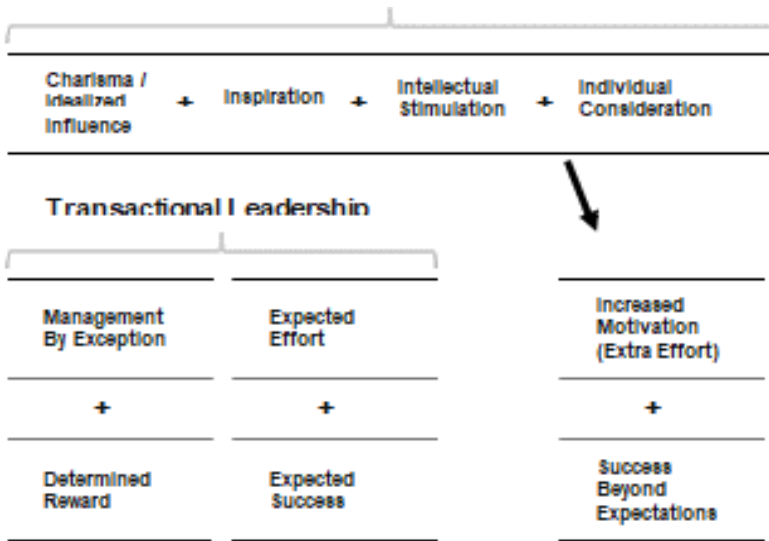 Charisma /
Idealized
Influence
+
Inspiration
+
Intellectual
Stimulation
+
Individual
Consideration
Transactional Leadership
Management
By Exception
Expected
Effort
Increased
Motivation
(Extra Effort)
+
+
+
Determined
Reward
Expected
Success
Success
Beyond
Expectations